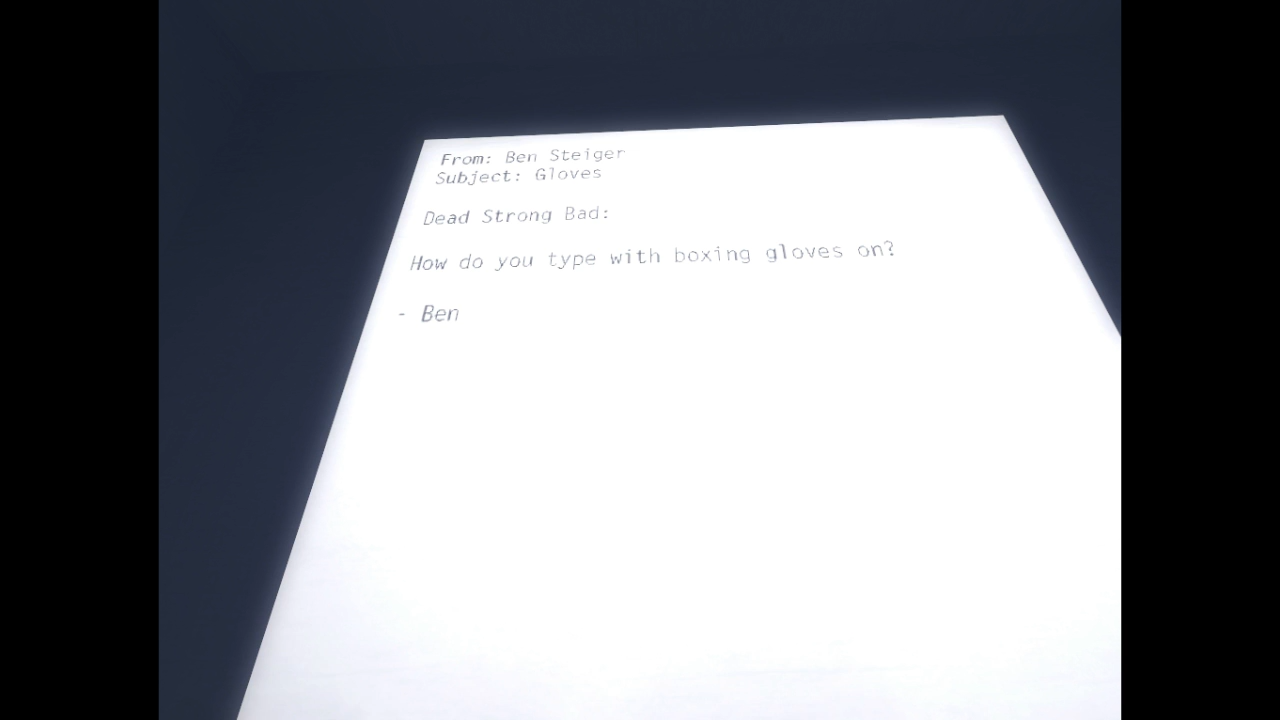 From: Ben Steiger
Subject: Gloves
Dead Strong Bad:
How do you type with boxing gloves on?
- Ben